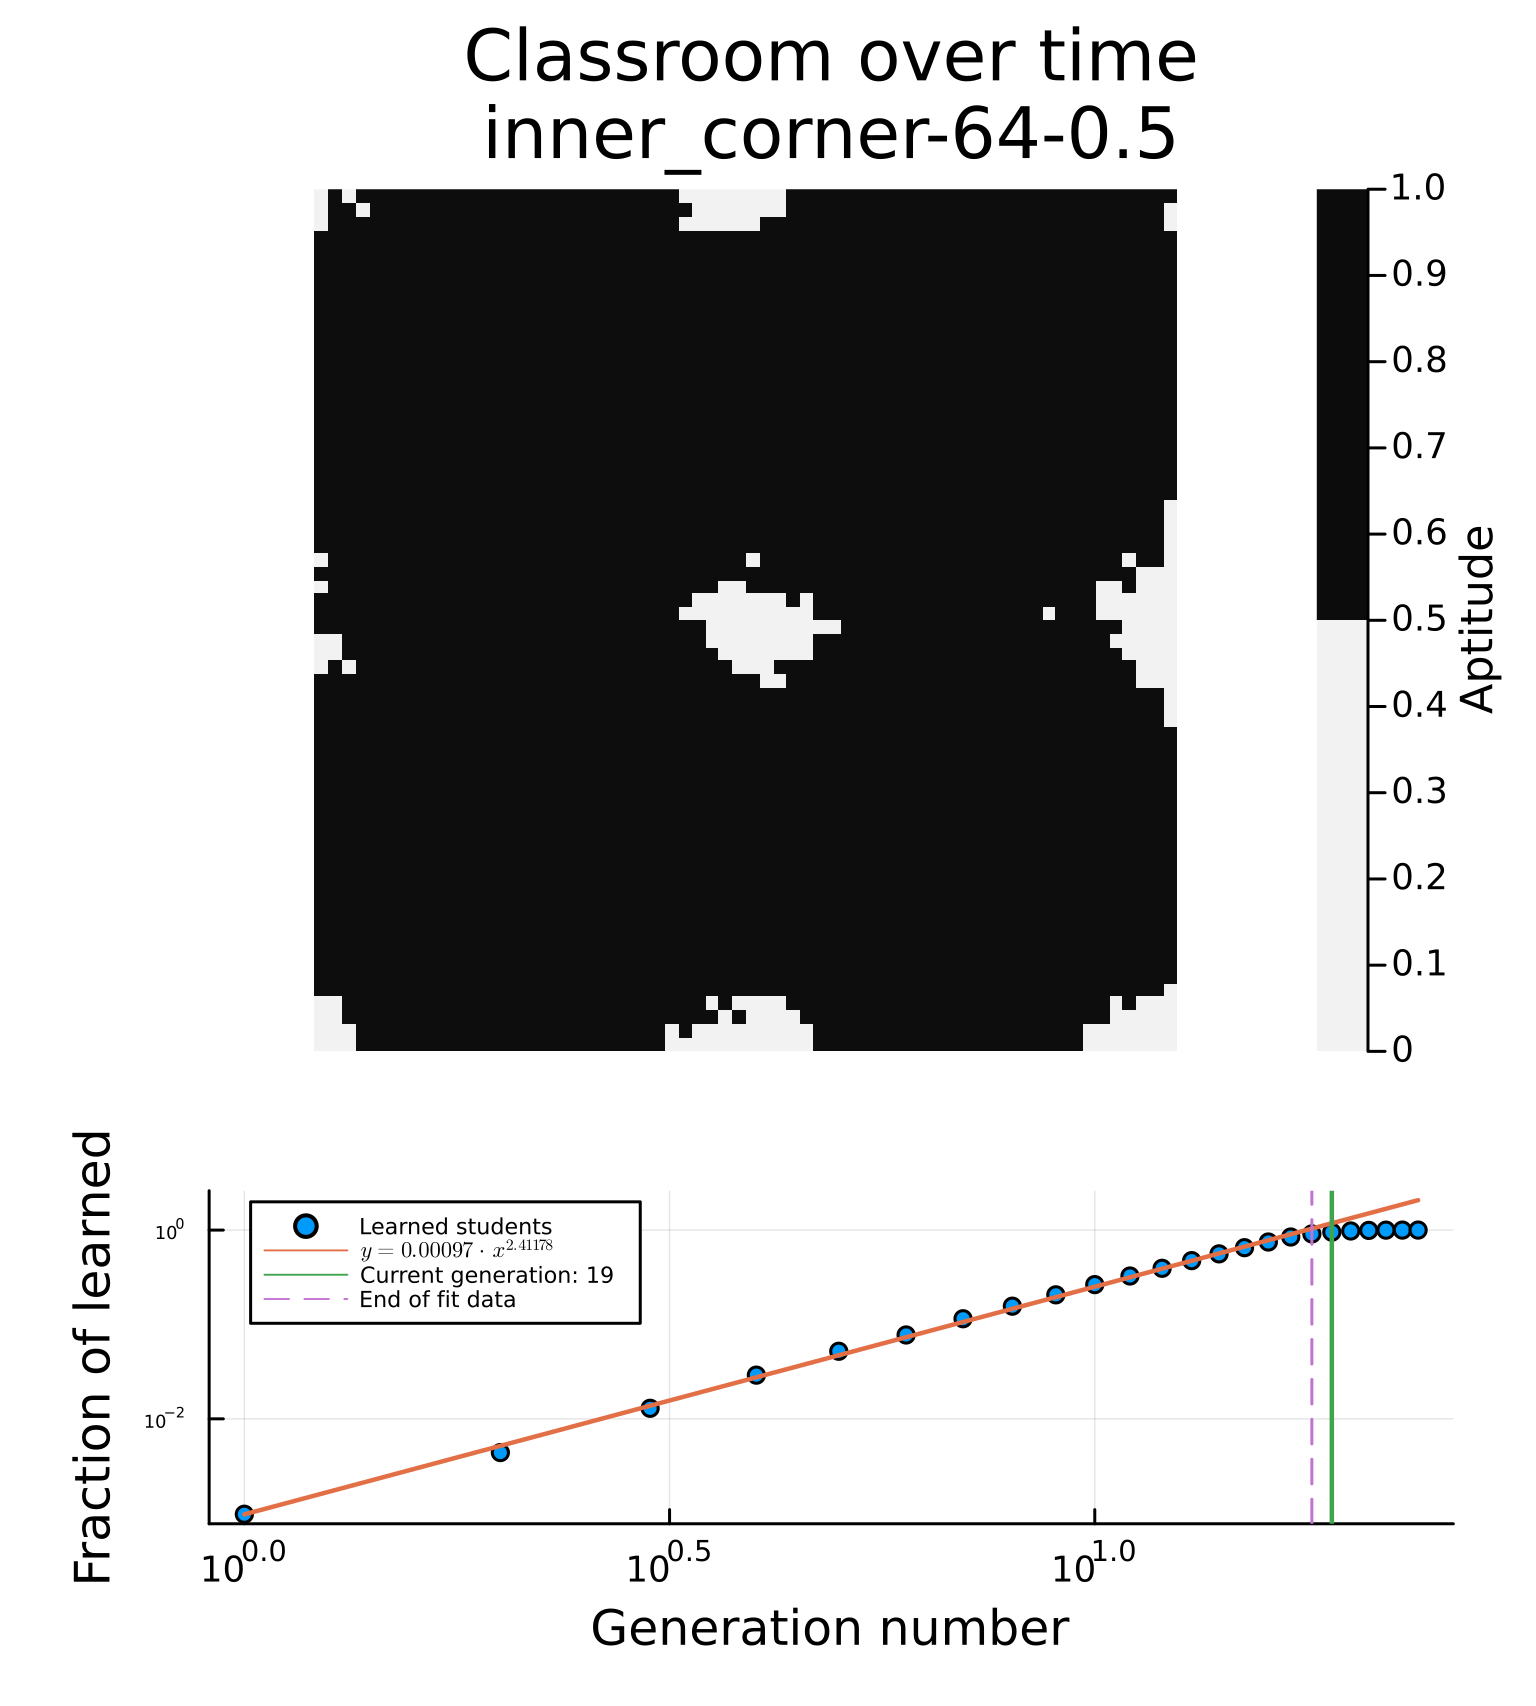 Classroom over time
inner_corner-64-0.5
1.0
0.9
0.8
0.7
0.6
0.5
0.4
0.3
0.2
0.1
0
Aptitude
Fraction of learned
10^0
10^-2
Learned students
y = 0.00097 · x^2.41178
Current generation: 19
End of fit data
10^0.0
10^0.5
10^1.0
Generation number